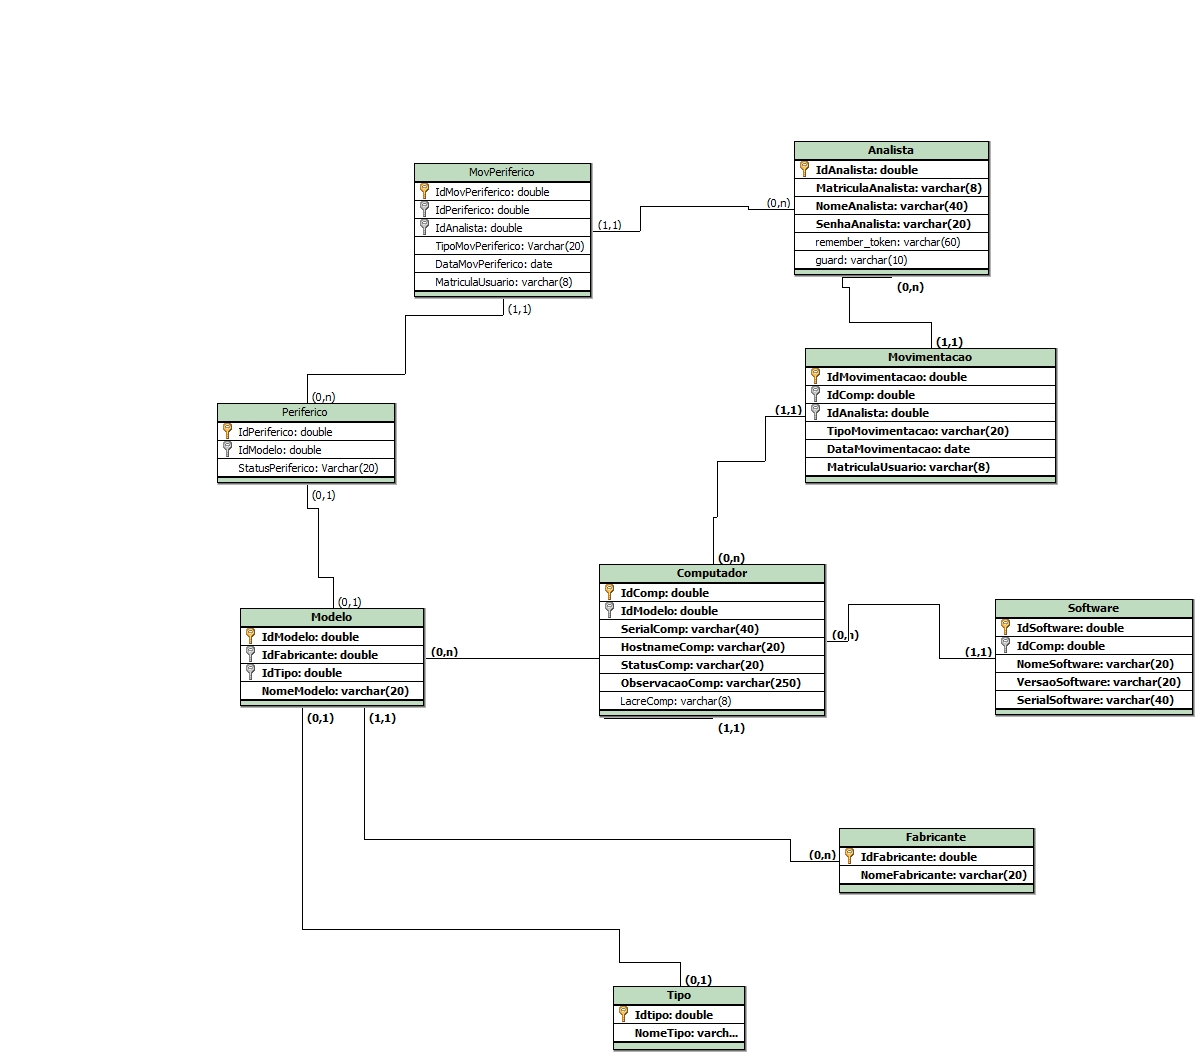 Analista
IdAnalista: double
MatriculaAnalista: varchar(8)
NomeAnalista: varchar(40)
SenhaAnalista: varchar(20)
remember_token: varchar(60)
guard: varchar(10)
(0,n)
(0,n)
MovPeriferico
IdMovPeriferico: double
IdPeriferico: double
IdAnalista: double
TipoMovPeriferico: Varchar(20)
DataMovPeriferico: date
MatriculaUsuario: varchar(8)
(1,1)
(1,1)
(1,1)
Movimentacao
IdMovimentacao: double
IdComp: double
IdAnalista: double
TipoMovimentacao: varchar(20)
DataMovimentacao: date
MatriculaUsuario: varchar(8)
(1,1)
(0,n)
Periferico
IdPeriferico: double
IdModelo: double
StatusPeriferico: Varchar(20)
(0,1)
(0,n)
Computador
IdComp: double
IdModelo: double
SerialComp: varchar(40)
HostnameComp: varchar(20)
StatusComp: varchar(20)
ObservacaoComp: varchar(250)
LacreComp: varchar(8)
(0,n)
(1,1)
Software
IdSoftware: double
IdComp: double
NomeSoftware: varchar(20)
VersaoSoftware: varchar(20)
SerialSoftware: varchar(40)
(1,1)
(0,1)
Modelo
IdModelo: double
IdFabricante: double
IdTipo: double
NomeModelo: varchar(20)
(0,n)
(0,1)
(1,1)
Fabricante
IdFabricante: double
NomeFabricante: varchar(20)
(0,n)
(0,1)
Tipo
Idtipo: double
NomeTipo: varch...